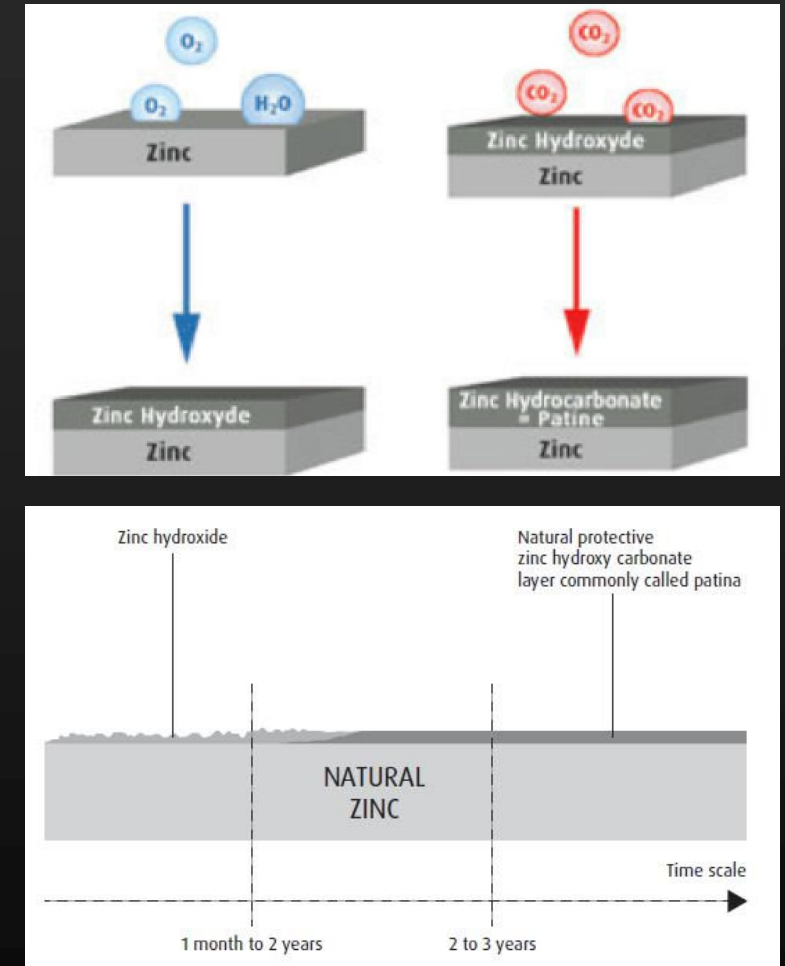 O₂
O₂
H₂O
Zinc
Zinc Hydroxyde
Zinc
CO₂
CO₂
CO₂
Zinc Hydroxyde
Zinc
Zinc Hydrocarbonate
= Patine
Zinc
Zinc hydroxide
Natural protective
zinc hydroxy carbonate
layer commonly called patina
NATURAL
ZINC
Time scale
1 month to 2 years
2 to 3 years